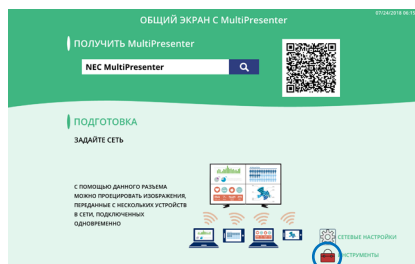 07/24/2018 06:15
ОБЩИЙ ЭКРАН С MultiPresenter
ПОЛУЧИТЬ MultiPresenter
NEC MultiPresenter
ПОДГОТОВКА
ЗАДАЙТЕ СЕТЬ
С ПОМОЩЬЮ ДАННОГО РАЗЪЕМА
МОЖНО ПРОЕЦИРОВАТЬ ИЗОБРАЖЕНИЯ,
ПЕРЕДАННЫЕ С НЕСКОЛЬКИХ УСТРОЙСТВ
В СЕТИ, ПОДКЛЮЧЕННЫХ
ОДНОВРЕМЕННО
СЕТЕВЫЕ НАСТРОЙКИ
ИНСТРУМЕНТЫ